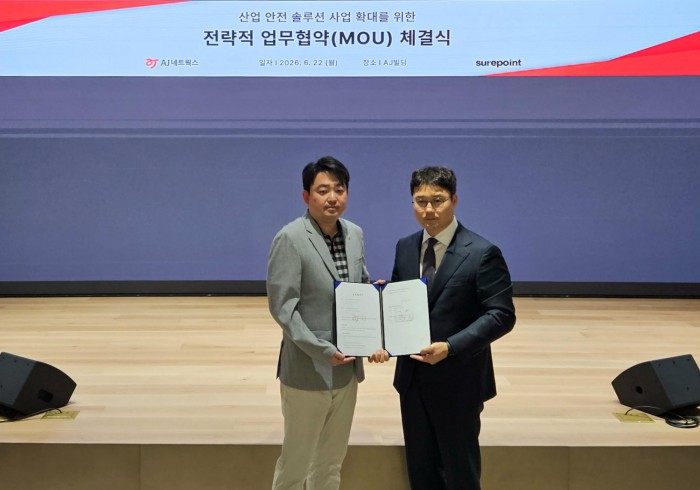 산업 안전 솔루션 사업 확대를 위한
전략적 업무협약(MOU) 체결식
AJ네트웍스 일자 I 2026. 6. 22 (월) 장소 I AJ빌딩 surepoint